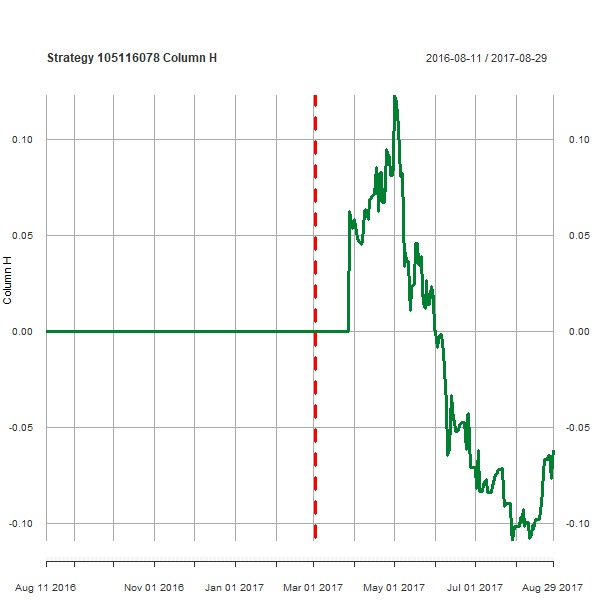 Strategy 105116078 Column H
2016-08-11 / 2017-08-29
0.10
0.10
0.05
0.05
Column H
0.00
0.00
-0.05
-0.05
-0.10
-0.10
Aug 11 2016
Nov 01 2016
Jan 01 2017
Mar 01 2017
May 01 2017
Jul 01 2017
Aug 29 2017